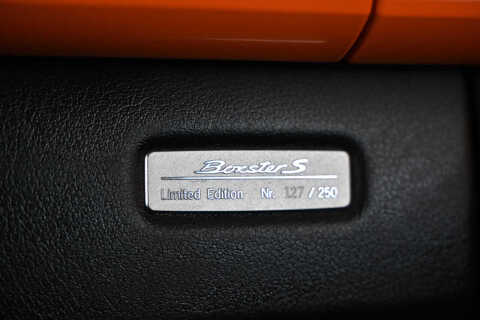 Boxster S
Limited Edition Nr. 127 / 250